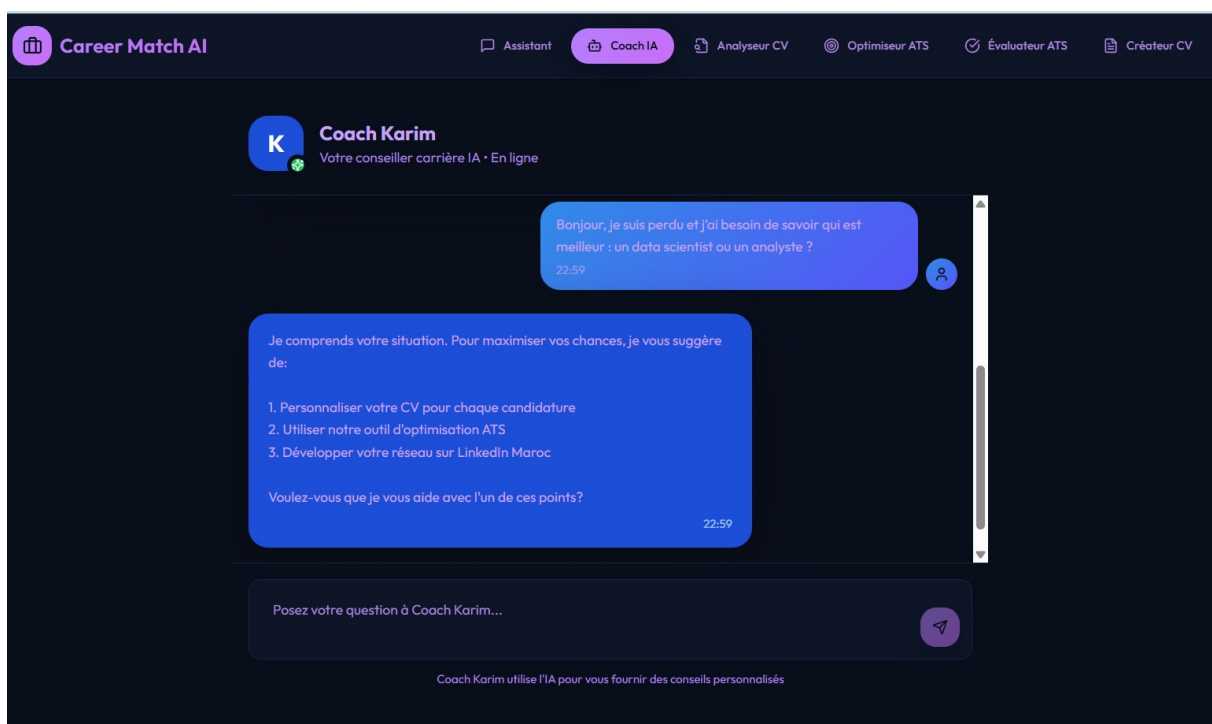 Career Match AI
Assistant
Coach IA
Analyseur CV
Optimiseur ATS
Évaluateur ATS
Créateur CV
K
Coach Karim
Votre conseiller carrière IA • En ligne
Bonjour, je suis perdu et j'ai besoin de savoir qui est
meilleur : un data scientist ou un analyste ?
22:59
Je comprends votre situation. Pour maximiser vos chances, je vous suggère
de:
1. Personnaliser votre CV pour chaque candidature
2. Utiliser notre outil d'optimisation ATS
3. Développer votre réseau sur LinkedIn Maroc
Voulez-vous que je vous aide avec l'un de ces points?
22:59
Posez votre question à Coach Karim...
Coach Karim utilise l'IA pour vous fournir des conseils personnalisés